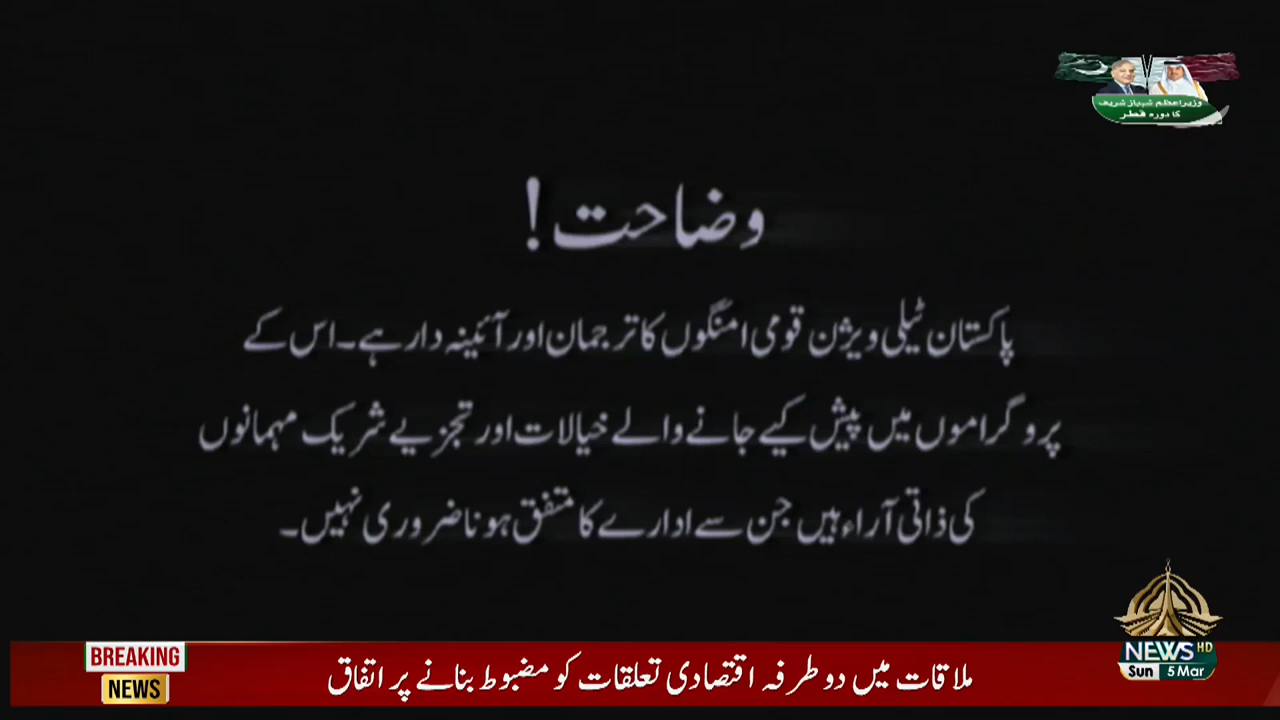 وزیراعظم شہباز شریف
کا دورہ قطر
وضاحت!
پاکستان ٹیلی ویژن قومی امنگوں کا ترجمان اور آئینہ دار ہے۔ اس کے
پروگراموں میں پیش کیے جانے والے خیالات اور تجزیے شریک مہمانوں
کی ذاتی آراء ہیں جن سے ادارے کا متفق ہونا ضروری نہیں۔
NEWS HD
Sun 5 Mar
BREAKING
NEWS
ملاقات میں دو طرفہ اقتصادی تعلقات کو مضبوط بنانے پر اتفاق